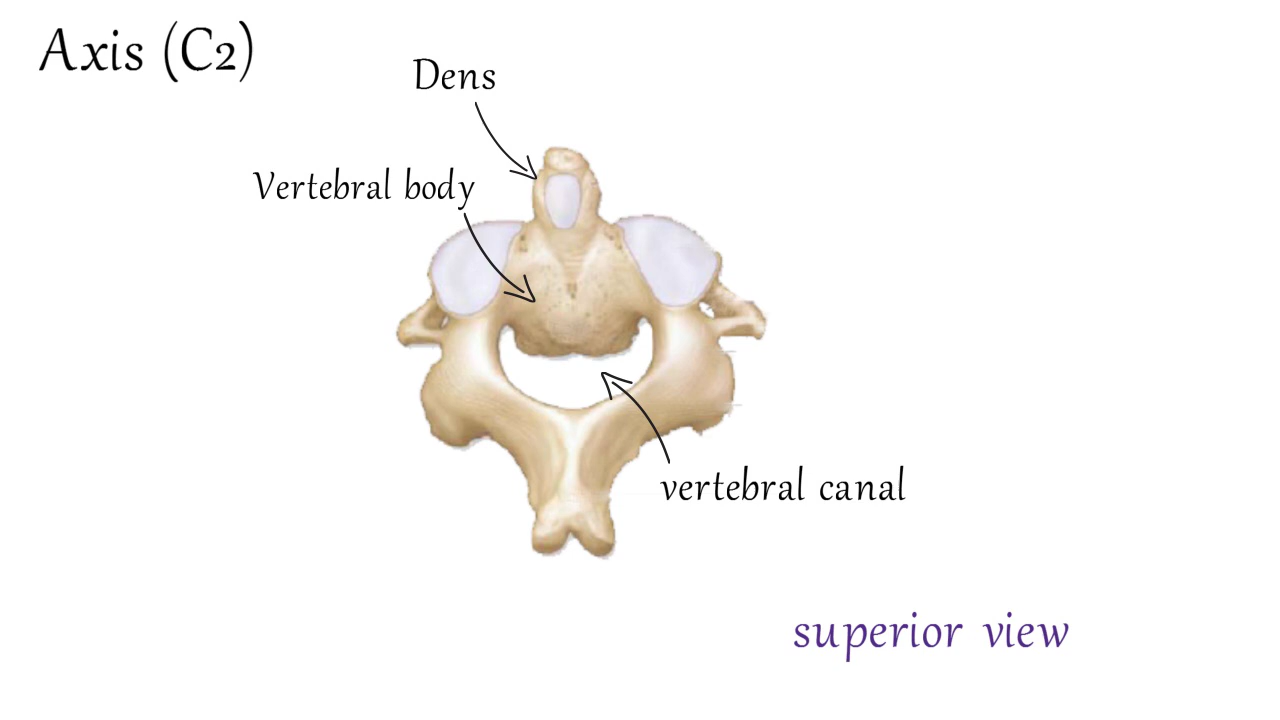 Axis (C2)
Dens
Vertebral body
vertebral canal
superior view